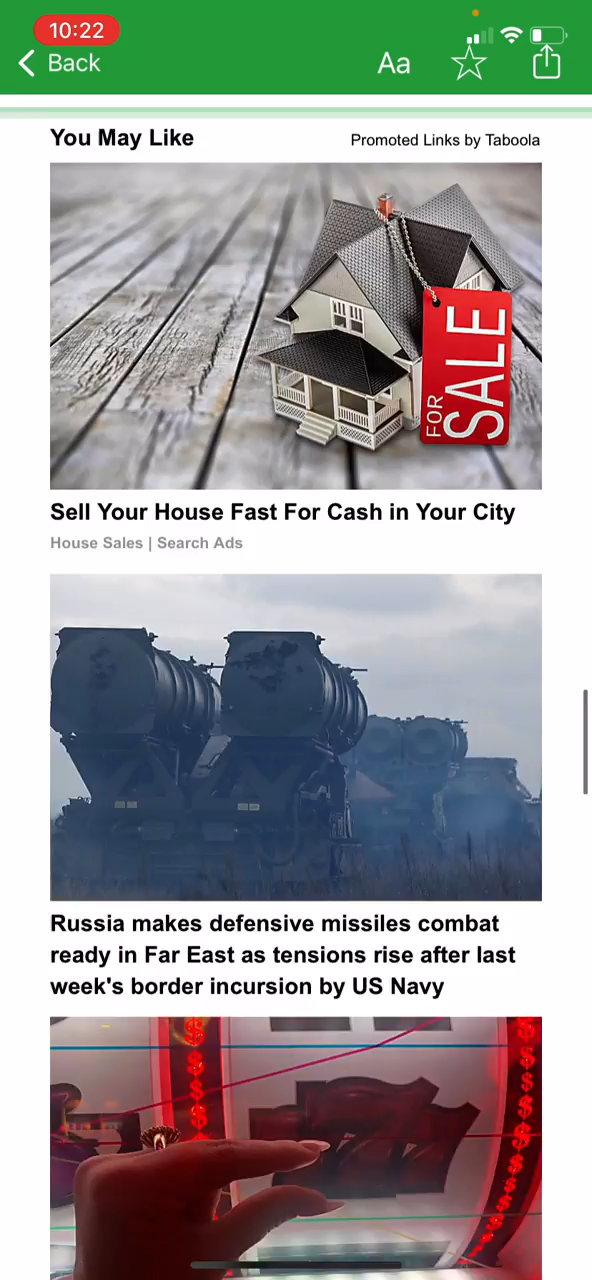 10:22
Back
Aa
You May Like
Promoted Links by Taboola
FOR
SALE
Sell Your House Fast For Cash in Your City
House Sales | Search Ads
Russia makes defensive missiles combat
ready in Far East as tensions rise after last
week's border incursion by US Navy
777